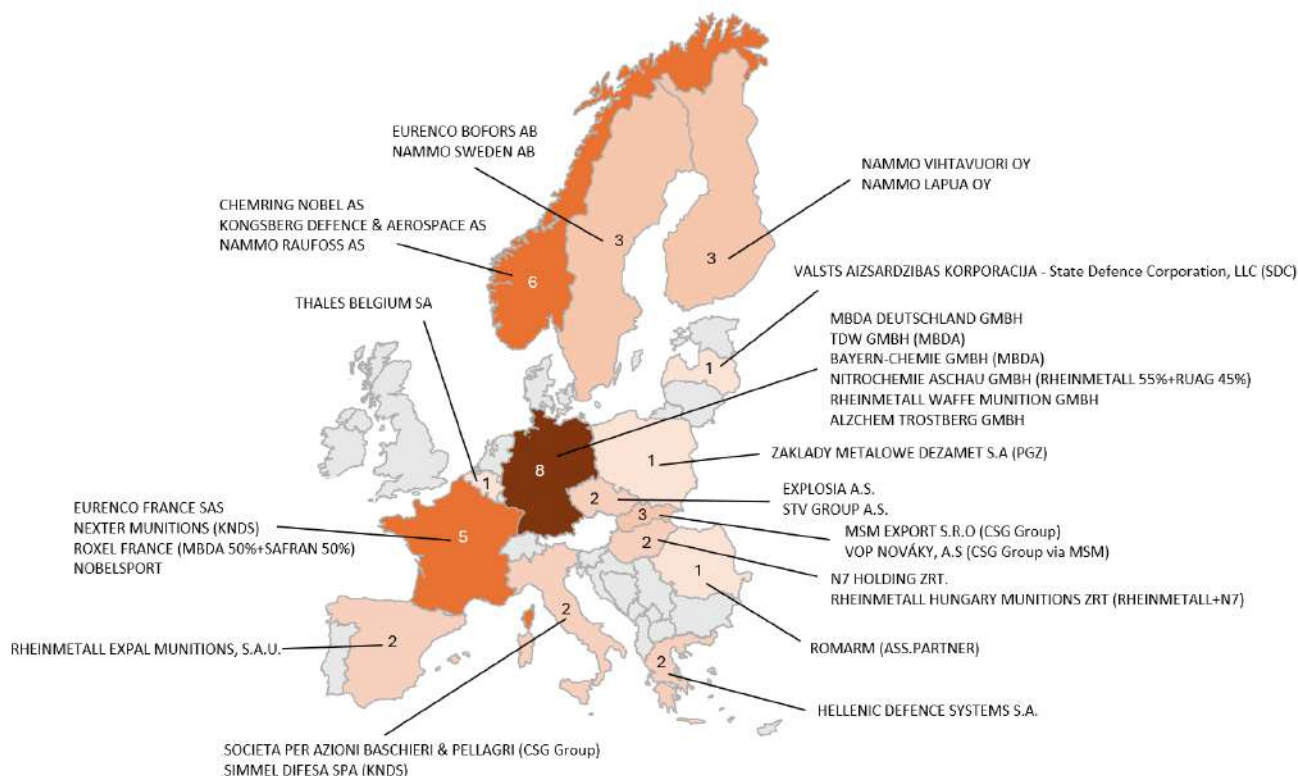 EURENCO BOFORS AB
NAMMO SWEDEN AB
NAMMO VIHTAVUORI OY
NAMMO LAPUA OY
CHEMRING NOBEL AS
KONGSBERG DEFENCE & AEROSPACE AS
NAMMO RAUFOSS AS
3
3
6
VALSTS AIZSARDZIBAS KORPORACIJA - State Defence Corporation, LLC (SDC)
THALES BELGIUM SA
MBDA DEUTSCHLAND GMBH
TDW GMBH (MBDA)
BAYERN-CHEMIE GMBH (MBDA)
NITROCHEMIE ASCHAU GMBH (RHEINMETALL 55%+RUAG 45%)
RHEINMETALL WAFFE MUNITION GMBH
ALZCHEM TROSTBERG GMBH
1
8
1
1
ZAKLADY METALOWE DEZAMET S.A (PGZ)
2
EXPLOSIA A.S.
STV GROUP A.S.
3
MSM EXPORT S.R.O (CSG Group)
VOP NOVÁKY, A.S (CSG Group via MSM)
EURENCO FRANCE SAS
NEXTER MUNITIONS (KNDS)
ROXEL FRANCE (MBDA 50%+SAFRAN 50%)
NOBELSPORT
5
2
N7 HOLDING ZRT.
RHEINMETALL HUNGARY MUNITIONS ZRT (RHEINMETALL+N7)
1
ROMARM (ASS.PARTNER)
2
RHEINMETALL EXPAL MUNITIONS, S.A.U.
2
2
HELLENIC DEFENCE SYSTEMS S.A.
SOCIETA PER AZIONI BASCHIERI & PELLAGRI (CSG Group)
SIMMEL DIFESA SPA (KNDS)